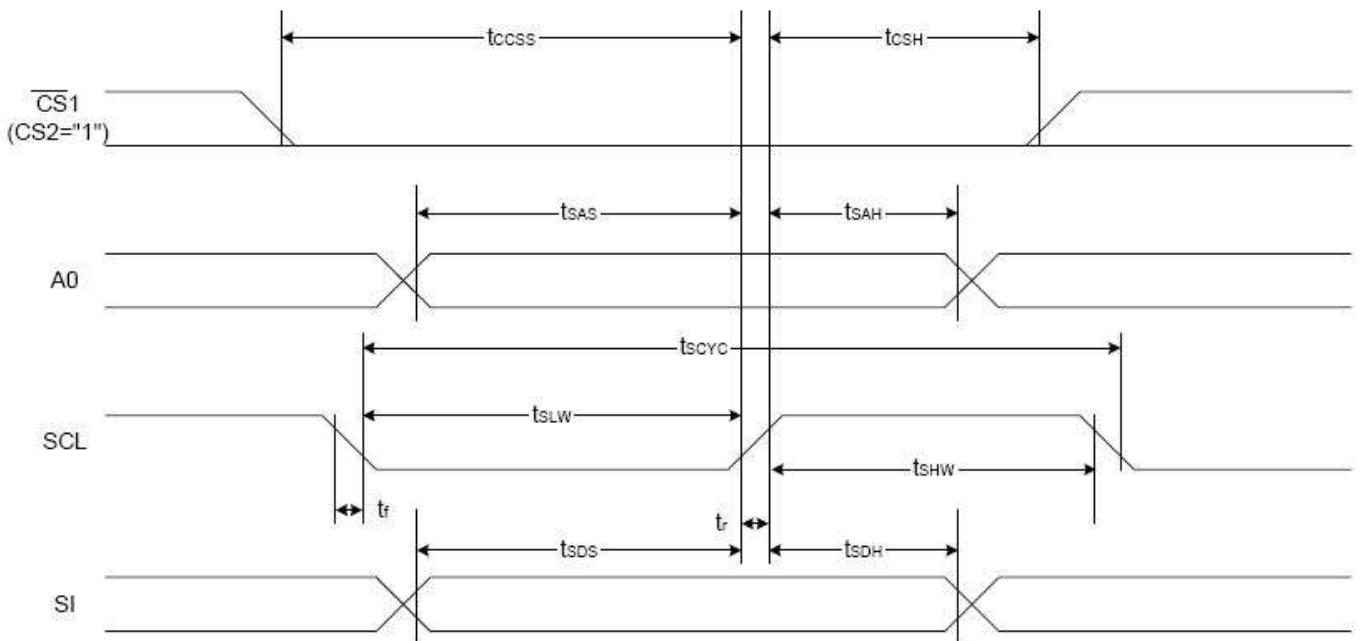 tCCSS
tCSH
CS1
(CS2="1")
tSAS
tSAH
A0
tSCYC
tSLW
SCL
tSHW
tf
tr
tSDS
tSDH
SI